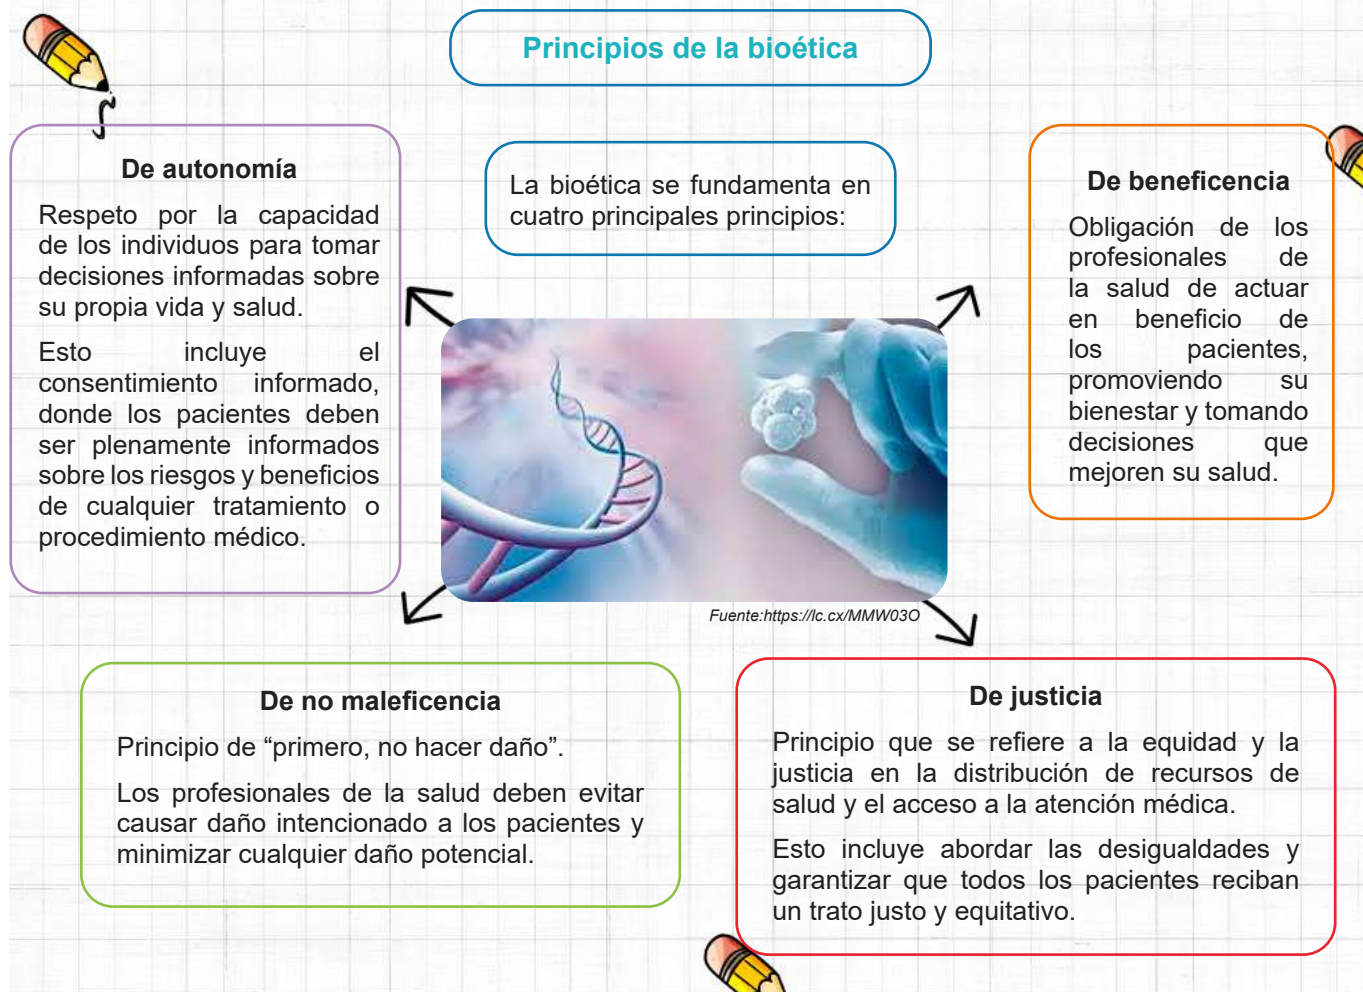 Principios de la bioética
La bioética se fundamenta en
cuatro principales principios:
De autonomía
Respeto por la capacidad
de los individuos para tomar
decisiones informadas sobre
su propia vida y salud.
Esto incluye el
consentimiento informado,
donde los pacientes deben
ser plenamente informados
sobre los riesgos y beneficios
de cualquier tratamiento o
procedimiento médico.
De beneficencia
Obligación de los
profesionales de
la salud de actuar
en beneficio de
los pacientes,
promoviendo su
bienestar y tomando
decisiones que
mejoren su salud.
Fuente:https://lc.cx/MMW03O
De no maleficencia
Principio de “primero, no hacer daño”.
Los profesionales de la salud deben evitar
causar daño intencionado a los pacientes y
minimizar cualquier daño potencial.
De justicia
Principio que se refiere a la equidad y la
justicia en la distribución de recursos de
salud y el acceso a la atención médica.
Esto incluye abordar las desigualdades y
garantizar que todos los pacientes reciban
un trato justo y equitativo.